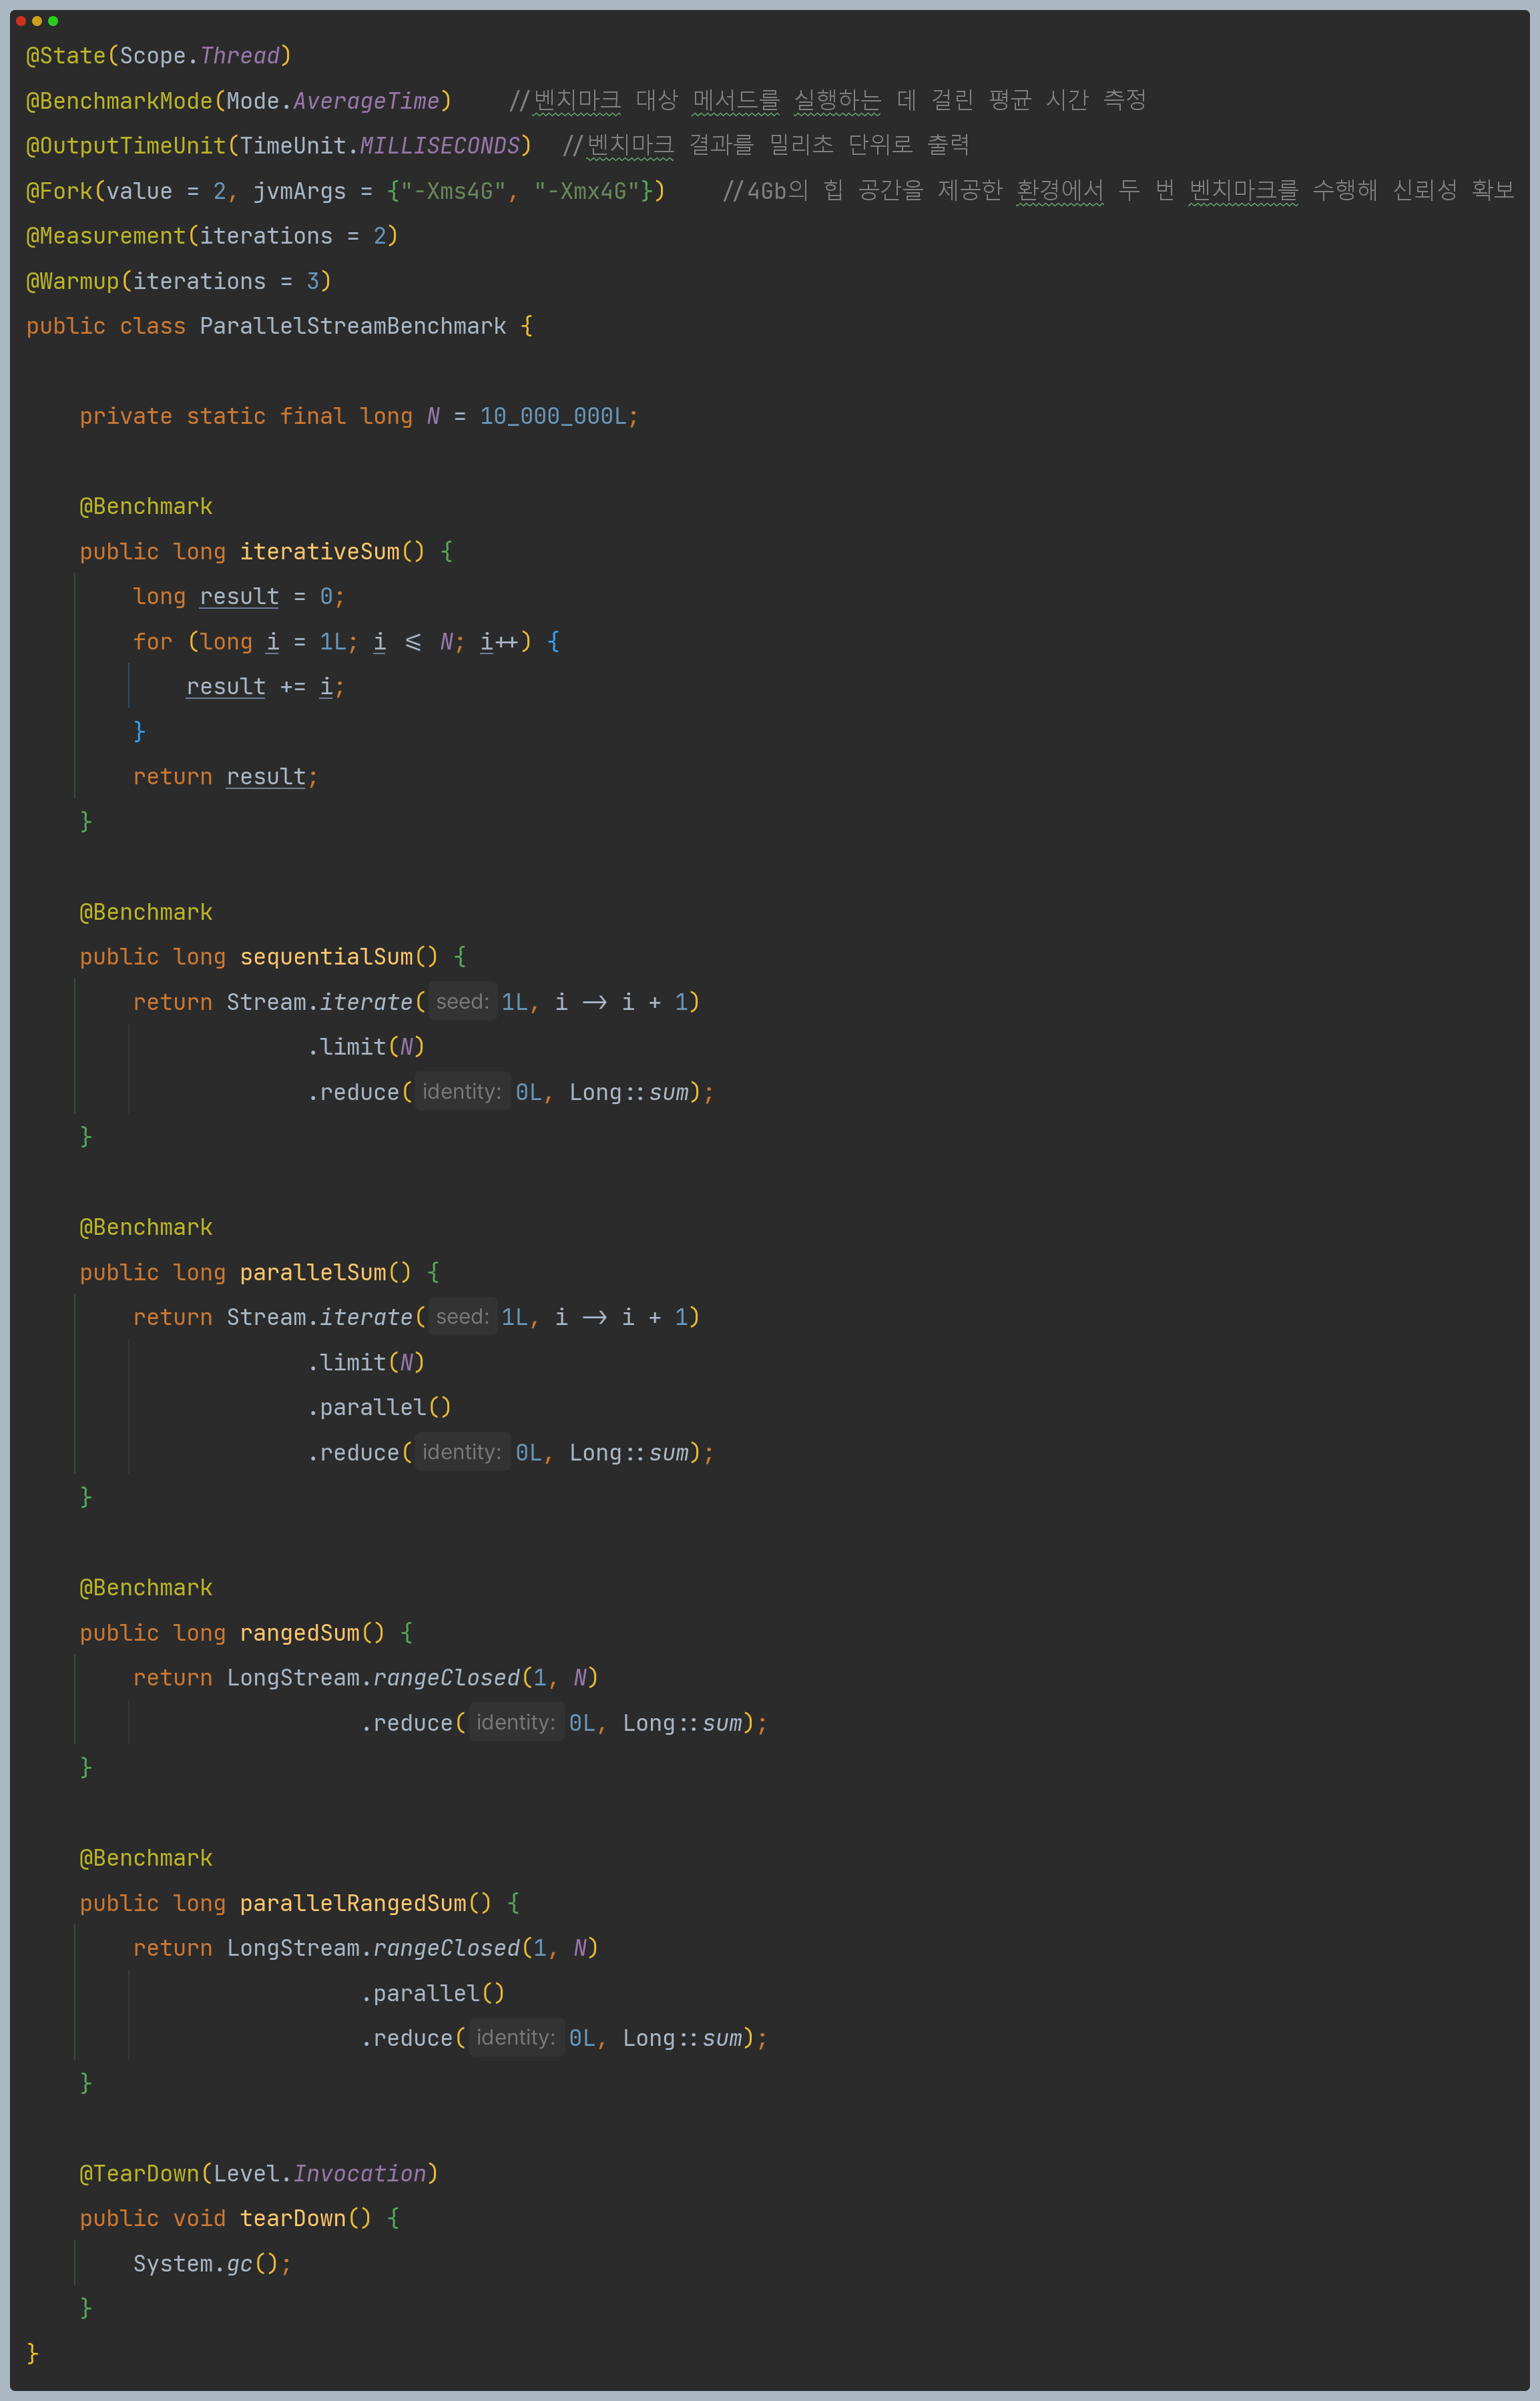 @State(Scope.Thread)
@BenchmarkMode(Mode.AverageTime)    //벤치마크 대상 메서드를 실행하는 데 걸린 평균 시간 측정
@OutputTimeUnit(TimeUnit.MILLISECONDS)  //벤치마크 결과를 밀리초 단위로 출력
@Fork(value = 2, jvmArgs = {"-Xms4G", "-Xmx4G"})    //4Gb의 힙 공간을 제공한 환경에서 두 번 벤치마크를 수행해 신뢰성 확보
@Measurement(iterations = 2)
@Warmup(iterations = 3)
public class ParallelStreamBenchmark {
    private static final long N = 10_000_000L;
    @Benchmark
    public long iterativeSum() {
        long result = 0;
        for (long i = 1L; i <= N; i++) {
            result += i;
        }
        return result;
    }
    @Benchmark
    public long sequentialSum() {
        return Stream.iterate( seed: 1L, i -> i + 1)
                     .limit(N)
                     .reduce( identity: 0L, Long::sum);
    }
    @Benchmark
    public long parallelSum() {
        return Stream.iterate( seed: 1L, i -> i + 1)
                     .limit(N)
                     .parallel()
                     .reduce( identity: 0L, Long::sum);
    }
    @Benchmark
    public long rangedSum() {
        return LongStream.rangeClosed(1, N)
                         .reduce( identity: 0L, Long::sum);
    }
    @Benchmark
    public long parallelRangedSum() {
        return LongStream.rangeClosed(1, N)
                         .parallel()
                         .reduce( identity: 0L, Long::sum);
    }
    @TearDown(Level.Invocation)
    public void tearDown() {
        System.gc();
    }
}